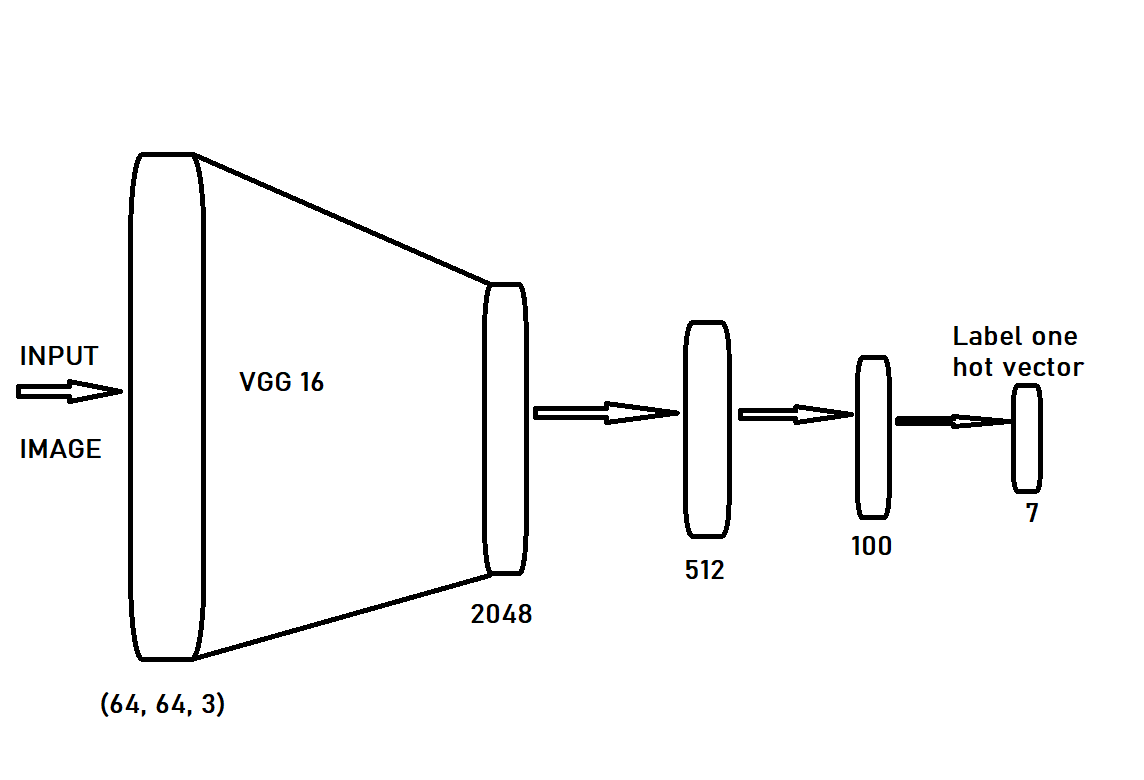 INPUT
IMAGE
(64, 64, 3)
VGG 16
2048
512
100
Label one
hot vector
7